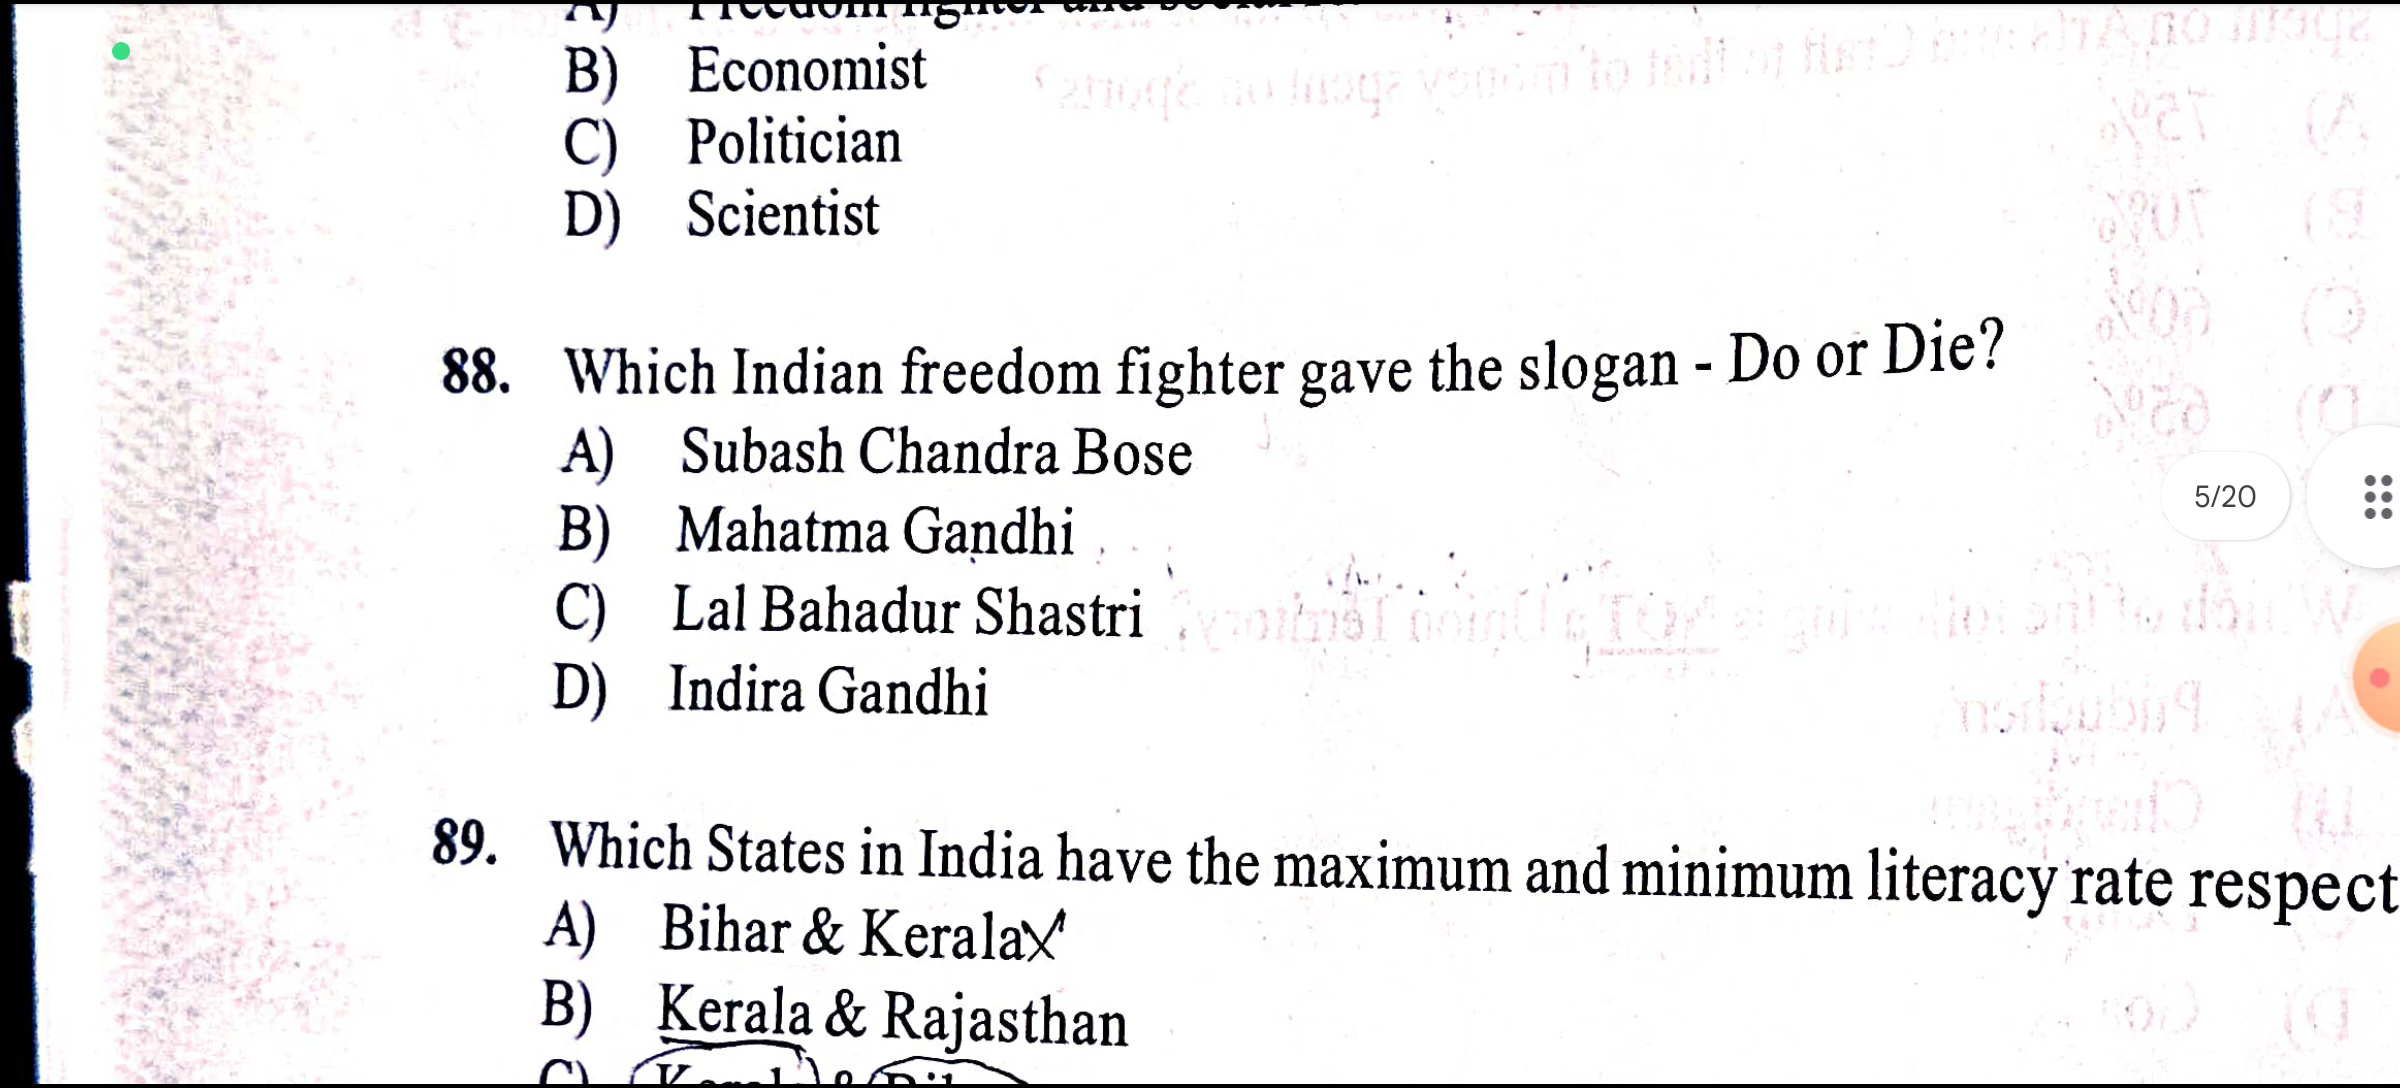 B) Economist
C) Politician
D) Scientist
88. Which Indian freedom fighter gave the slogan - Do or Die?
A) Subash Chandra Bose
B) Mahatma Gandhi
C) Lal Bahadur Shastri
D) Indira Gandhi
5/20
89. Which States in India have the maximum and minimum literacy rate respect
A) Bihar & Kerala
B) Kerala & Rajasthan